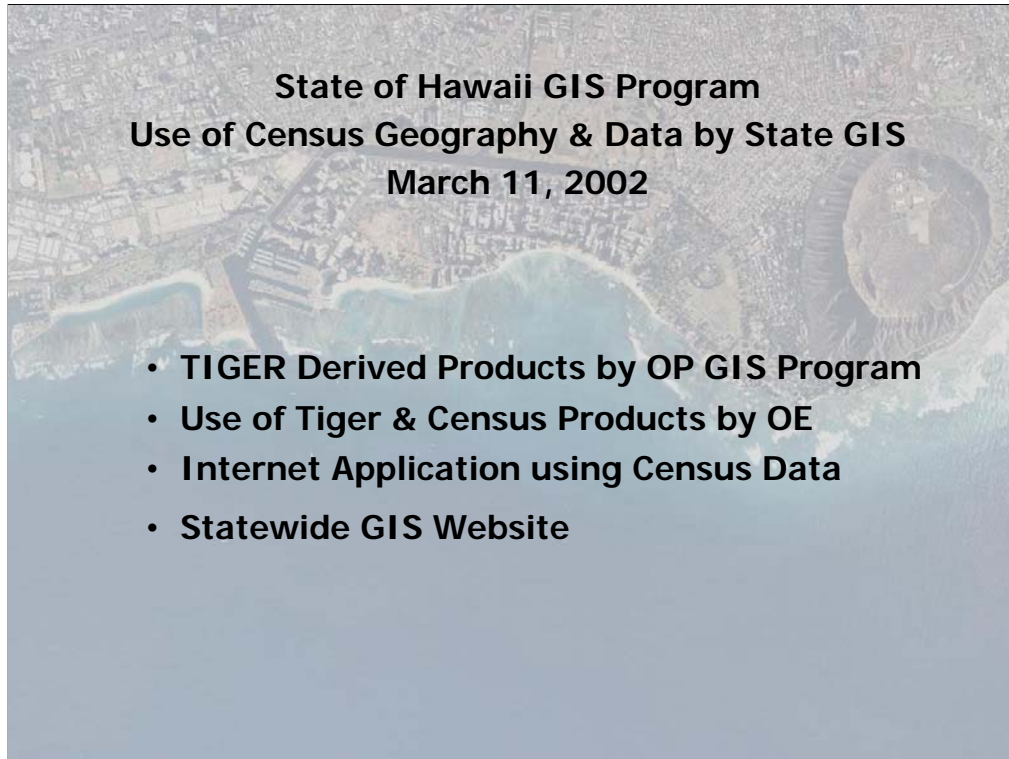 State of Hawaii GIS Program
Use of Census Geography & Data by State GIS
March 11, 2002
• TIGER Derived Products by OP GIS Program
• Use of Tiger & Census Products by OE
• Internet Application using Census Data
• Statewide GIS Website